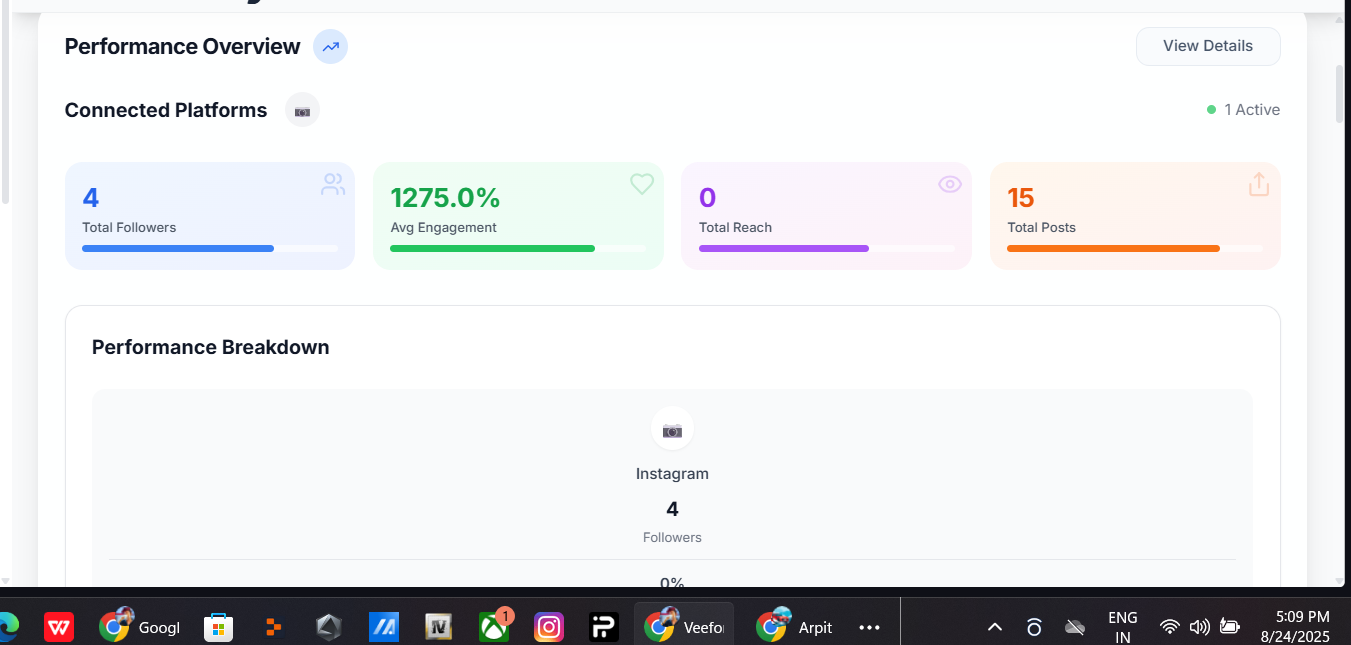 Performance Overview
View Details
Connected Platforms
1 Active
4
Total Followers
1275.0%
Avg Engagement
0
Total Reach
15
Total Posts
Performance Breakdown
Instagram
4
Followers
0%
Googl
1
Veefo
Arpit
ENG
IN
5:09 PM
8/24/2025